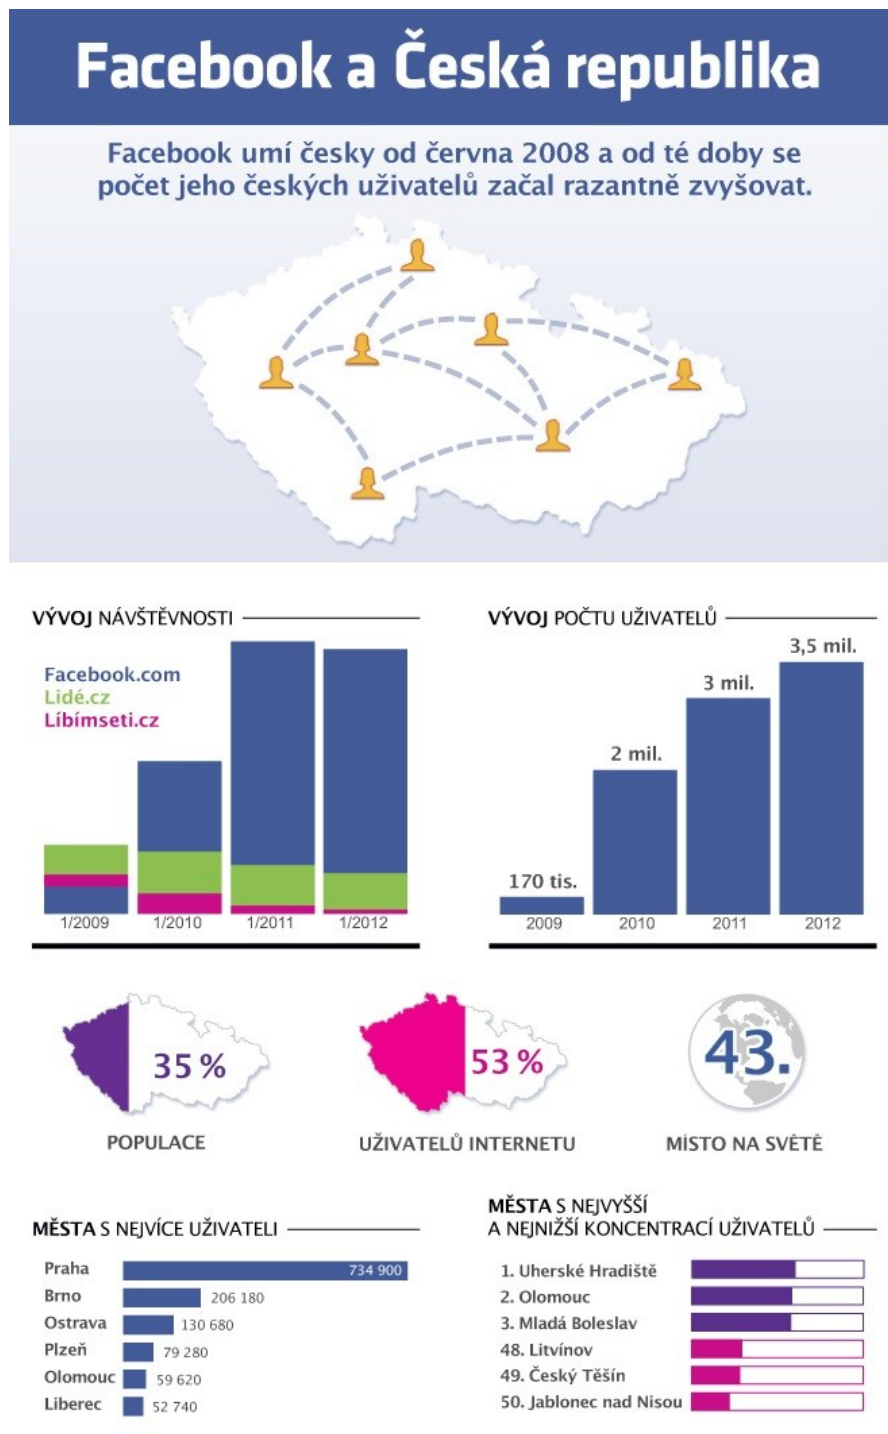 Facebook a Česká republika
Facebook umí česky od června 2008 a od té doby se
počet jeho českých uživatelů začal razantně zvyšovat.
VÝVOJ NÁVŠTĚVNOSTI
Facebook.com
Lidé.cz
Líbímseti.cz
1/2009 1/2010 1/2011 1/2012
VÝVOJ POČTU UŽIVATELŮ
3,5 mil.
3 mil.
2 mil.
170 tis.
2009 2010 2011 2012
35 %
POPULACE
53 %
UŽIVATELŮ INTERNETU
43.
MÍSTO NA SVĚTĚ
MĚSTA S NEJVÍCE UŽIVATELI
Praha 734 900
Brno 206 180
Ostrava 130 680
Plzeň 79 280
Olomouc 59 620
Liberec 52 740
MĚSTA S NEJVYŠŠÍ
A NEJNIŽŠÍ KONCENTRACÍ UŽIVATELŮ
1. Uherské Hradiště
2. Olomouc
3. Mladá Boleslav
48. Litvínov
49. Český Těšín
50. Jablonec nad Nisou